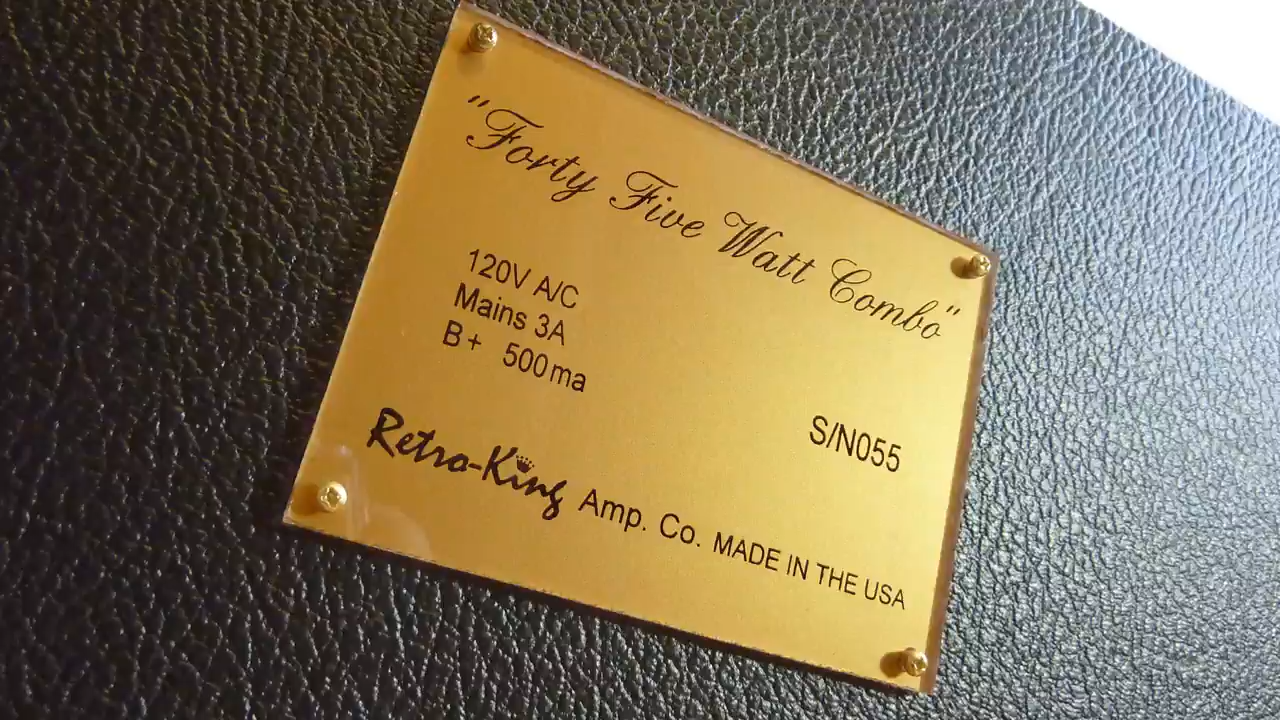 "Forty Five Watt Combo"
120V A/C
Mains 3A
B+ 500ma
S/N055
Retro-King Amp. Co. MADE IN THE USA